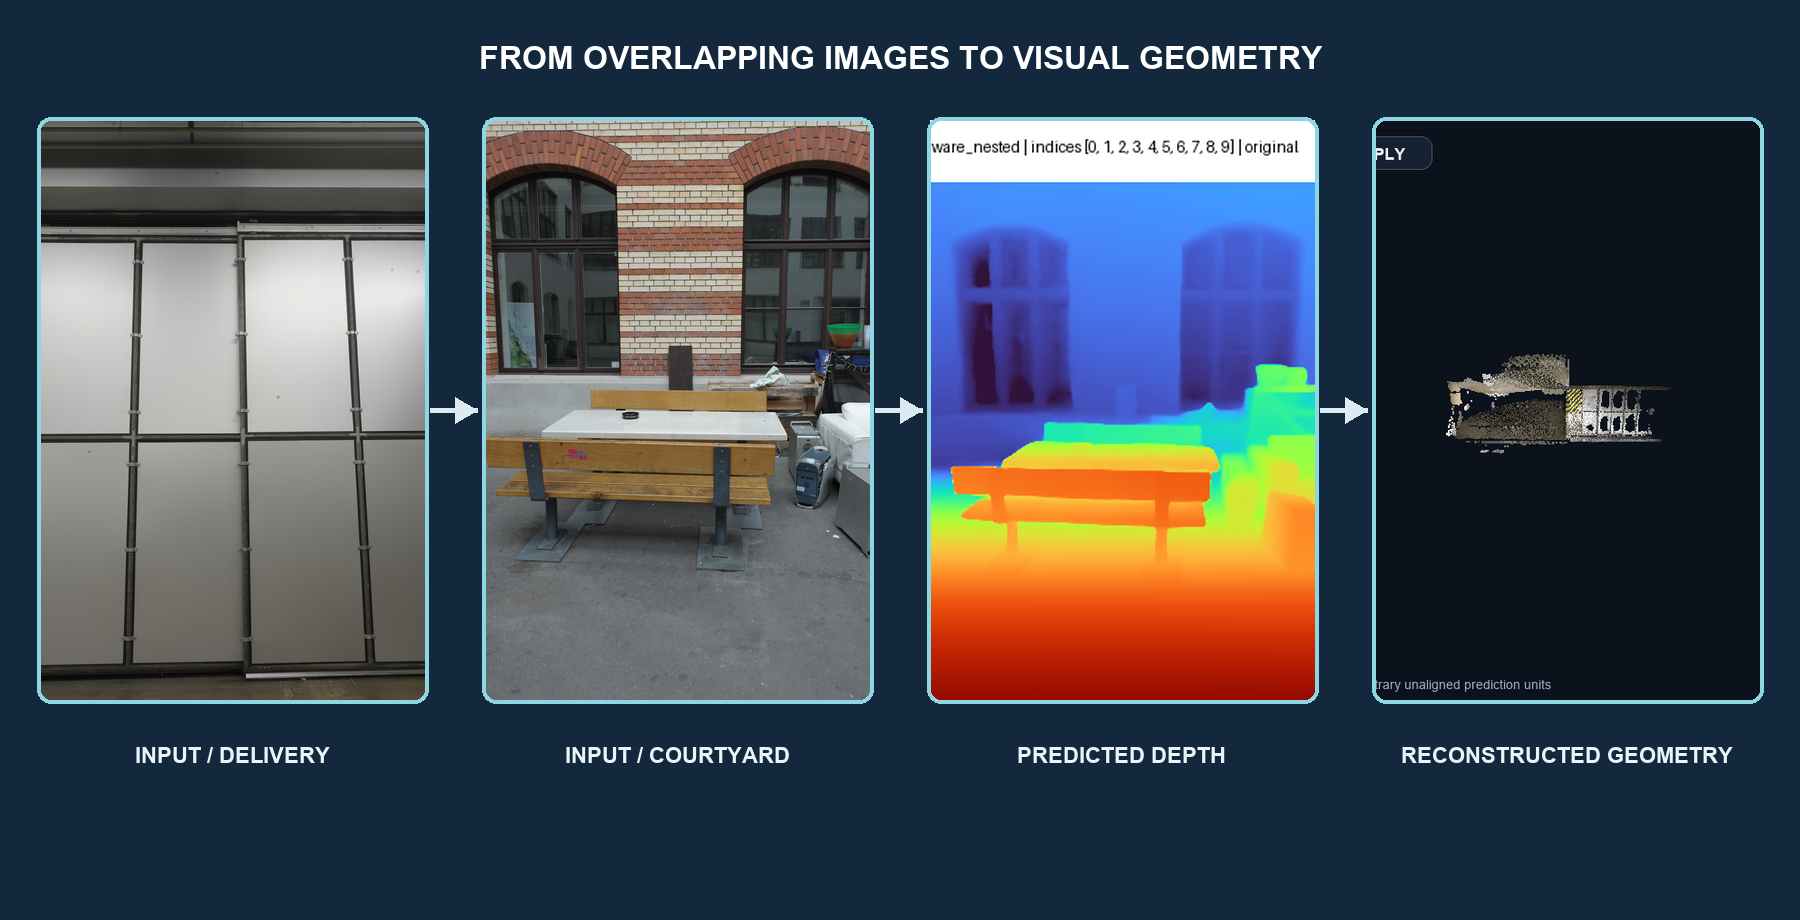 FROM OVERLAPPING IMAGES TO VISUAL GEOMETRY
ware_nested | indices [0, 1, 2, 3, 4, 5, 6, 7, 8, 9] | original
PLY
trary unaligned prediction units
INPUT / DELIVERY
INPUT / COURTYARD
PREDICTED DEPTH
RECONSTRUCTED GEOMETRY